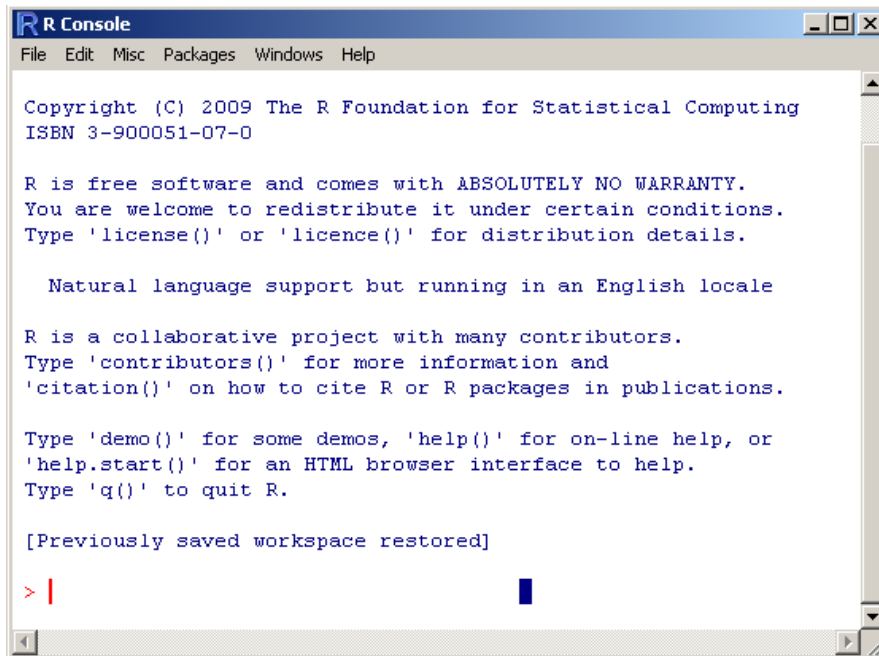 R Console
File Edit Misc Packages Windows Help
Copyright (C) 2009 The R Foundation for Statistical Computing
ISBN 3-900051-07-0
R is free software and comes with ABSOLUTELY NO WARRANTY.
You are welcome to redistribute it under certain conditions.
Type 'license()' or 'licence()' for distribution details.
Natural language support but running in an English locale
R is a collaborative project with many contributors.
Type 'contributors()' for more information and
'citation()' on how to cite R or R packages in publications.
Type 'demo()' for some demos, 'help()' for on-line help, or
'help.start()' for an HTML browser interface to help.
Type 'q()' to quit R.
[Previously saved workspace restored]
>